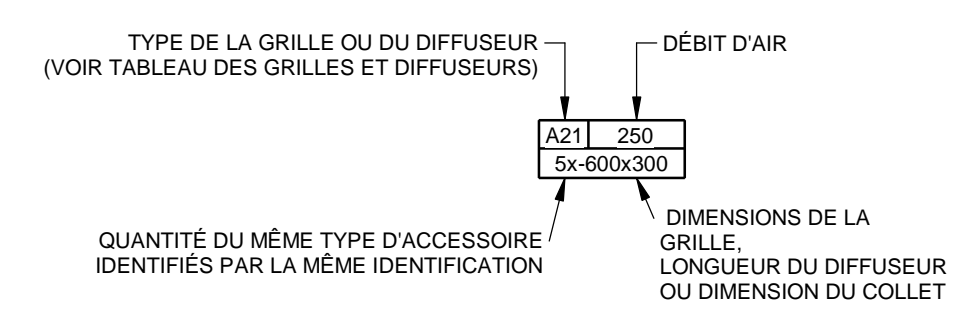 TYPE DE LA GRILLE OU DU DIFFUSEUR
(VOIR TABLEAU DES GRILLES ET DIFFUSEURS)
DÉBIT D'AIR
A21 250
5x-600x300
QUANTITÉ DU MÊME TYPE D'ACCESSOIRE
IDENTIFIÉS PAR LA MÊME IDENTIFICATION
DIMENSIONS DE LA
GRILLE,
LONGUEUR DU DIFFUSEUR
OU DIMENSION DU COLLET